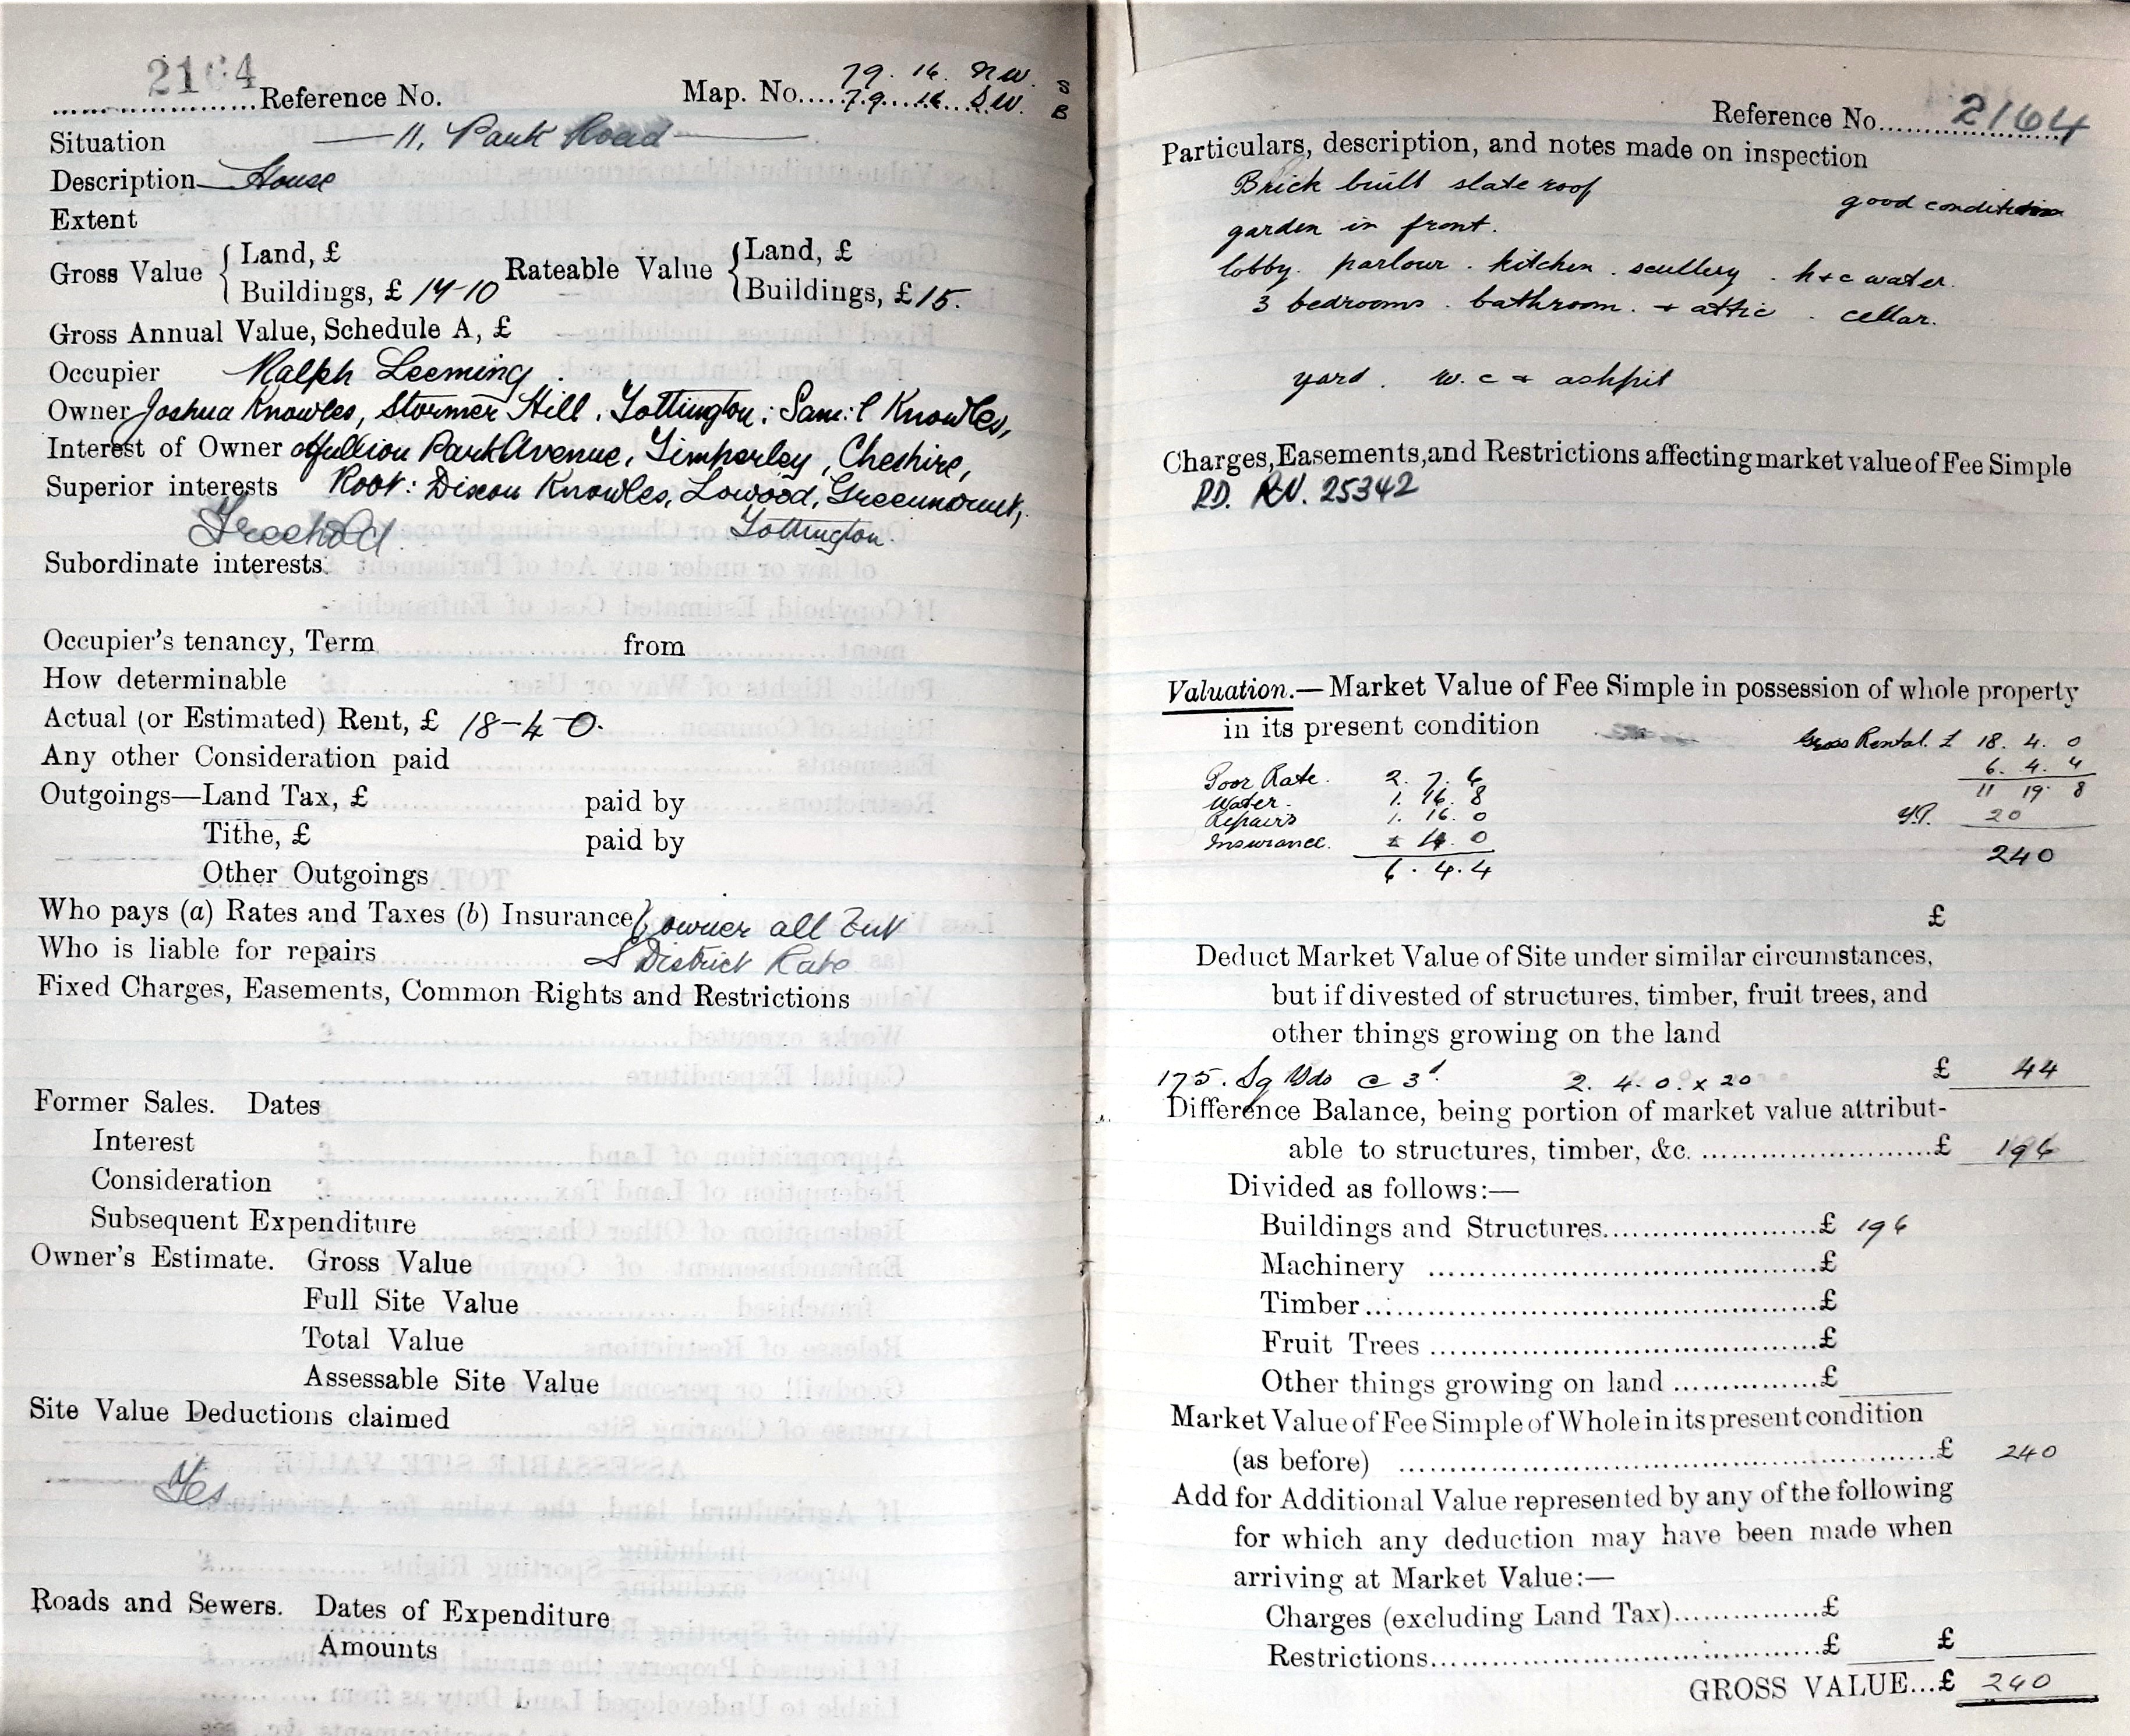 2164
Reference No.
Map. No. 79. 16. N.W. S
79. 16. S.W. B
Situation 11, Park Road
Description House
Extent
Gross Value { Land, £
Buildings, £ 14-10
Rateable Value { Land, £
Buildings, £ 15.
Gross Annual Value, Schedule A, £
Occupier Ralph Leeming.
Owner Joshua Knowles, Stormer Hill, Tottington; Sam:l Knowles,
Interest of Owner Park Avenue, Timperley, Cheshire,
Superior interests Robt: Dixon Knowles, Lowood, Greenmount,
Freehold. Tottington.
Subordinate interests.
Occupier's tenancy, Term from
How determinable
Actual (or Estimated) Rent, £ 18-4-0.
Any other Consideration paid
Outgoings—Land Tax, £ paid by
Tithe, £ paid by
Other Outgoings
Who pays (a) Rates and Taxes (b) Insurance } owner all but
Who is liable for repairs District Rate
Fixed Charges, Easements, Common Rights and Restrictions
Former Sales. Dates
Interest
Consideration
Subsequent Expenditure
Owner's Estimate. Gross Value
Full Site Value
Total Value
Assessable Site Value
Site Value Deductions claimed
Yes
Roads and Sewers. Dates of Expenditure
Amounts
Reference No. 2164
Particulars, description, and notes made on inspection
Brick built slate roof good condition
garden in front.
lobby. parlour. kitchen. scullery. h+c water.
3 bedrooms. bathroom. + attic. cellar.
yard. w.c + ashpit
Charges, Easements, and Restrictions affecting market value of Fee Simple
RD. RN. 25342
Valuation.—Market Value of Fee Simple in possession of whole property
in its present condition
Gross Rental. £ 18. 4. 0
6. 4. 4
11 19 8
Y.P. 20
240
Poor Rate. 2. 7. 6
Water. 1. 16. 8
Repairs 1. 16. 0
Insurance. 4. 0
6. 4. 4
£
Deduct Market Value of Site under similar circumstances,
but if divested of structures, timber, fruit trees, and
other things growing on the land
175. Sq Yds @ 3d. 2. 4. 0. x 20 £ 44
Difference Balance, being portion of market value attribut-
able to structures, timber, &c. £ 196
Divided as follows:—
Buildings and Structures £ 196
Machinery £
Timber £
Fruit Trees £
Other things growing on land £
Market Value of Fee Simple of Whole in its present condition
(as before) £ 240
Add for Additional Value represented by any of the following
for which any deduction may have been made when
arriving at Market Value:—
Charges (excluding Land Tax) £
Restrictions £ £
GROSS VALUE...£ 240